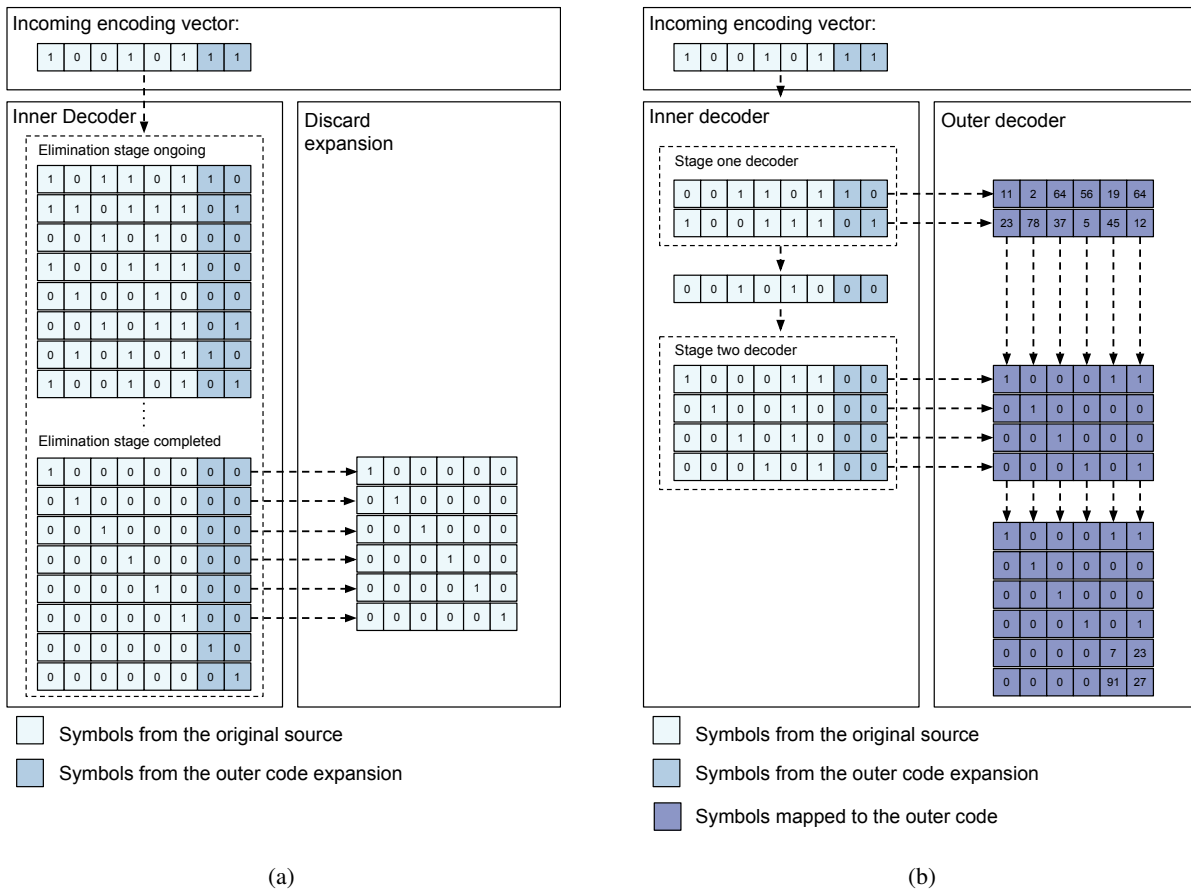 Incoming encoding vector:
1 0 0 1 0 1 1 1
Inner Decoder
Elimination stage ongoing
1 0 1 1 0 1 1 0
1 1 0 1 1 1 0 1
0 0 1 0 1 0 0 0
1 0 0 1 1 1 0 0
0 1 0 0 1 0 0 0
0 0 1 0 1 1 0 1
0 1 0 1 0 1 1 0
1 0 0 1 0 1 0 1
Elimination stage completed
1 0 0 0 0 0 0 0
0 1 0 0 0 0 0 0
0 0 1 0 0 0 0 0
0 0 0 1 0 0 0 0
0 0 0 0 1 0 0 0
0 0 0 0 0 1 0 0
0 0 0 0 0 0 1 0
0 0 0 0 0 0 0 1
Discard
expansion
1 0 0 0 0 0
0 1 0 0 0 0
0 0 1 0 0 0
0 0 0 1 0 0
0 0 0 0 1 0
0 0 0 0 0 1
Symbols from the original source
Symbols from the outer code expansion
(a)
Incoming encoding vector:
1 0 0 1 0 1 1 1
Inner decoder
Stage one decoder
0 0 1 1 0 1 1 0
1 0 0 1 1 1 0 1
0 0 1 0 1 0 0 0
Stage two decoder
1 0 0 0 1 1 0 0
0 1 0 0 1 0 0 0
0 0 1 0 1 0 0 0
0 0 0 1 0 1 0 0
Outer decoder
11 2 64 56 19 64
23 78 37 5 45 12
1 0 0 0 1 1
0 1 0 0 0 0
0 0 1 0 0 0
0 0 0 1 0 1
1 0 0 0 1 1
0 1 0 0 0 0
0 0 1 0 0 0
0 0 0 1 0 1
0 0 0 0 7 23
0 0 0 0 91 27
Symbols from the original source
Symbols from the outer code expansion
Symbols mapped to the outer code
(b)